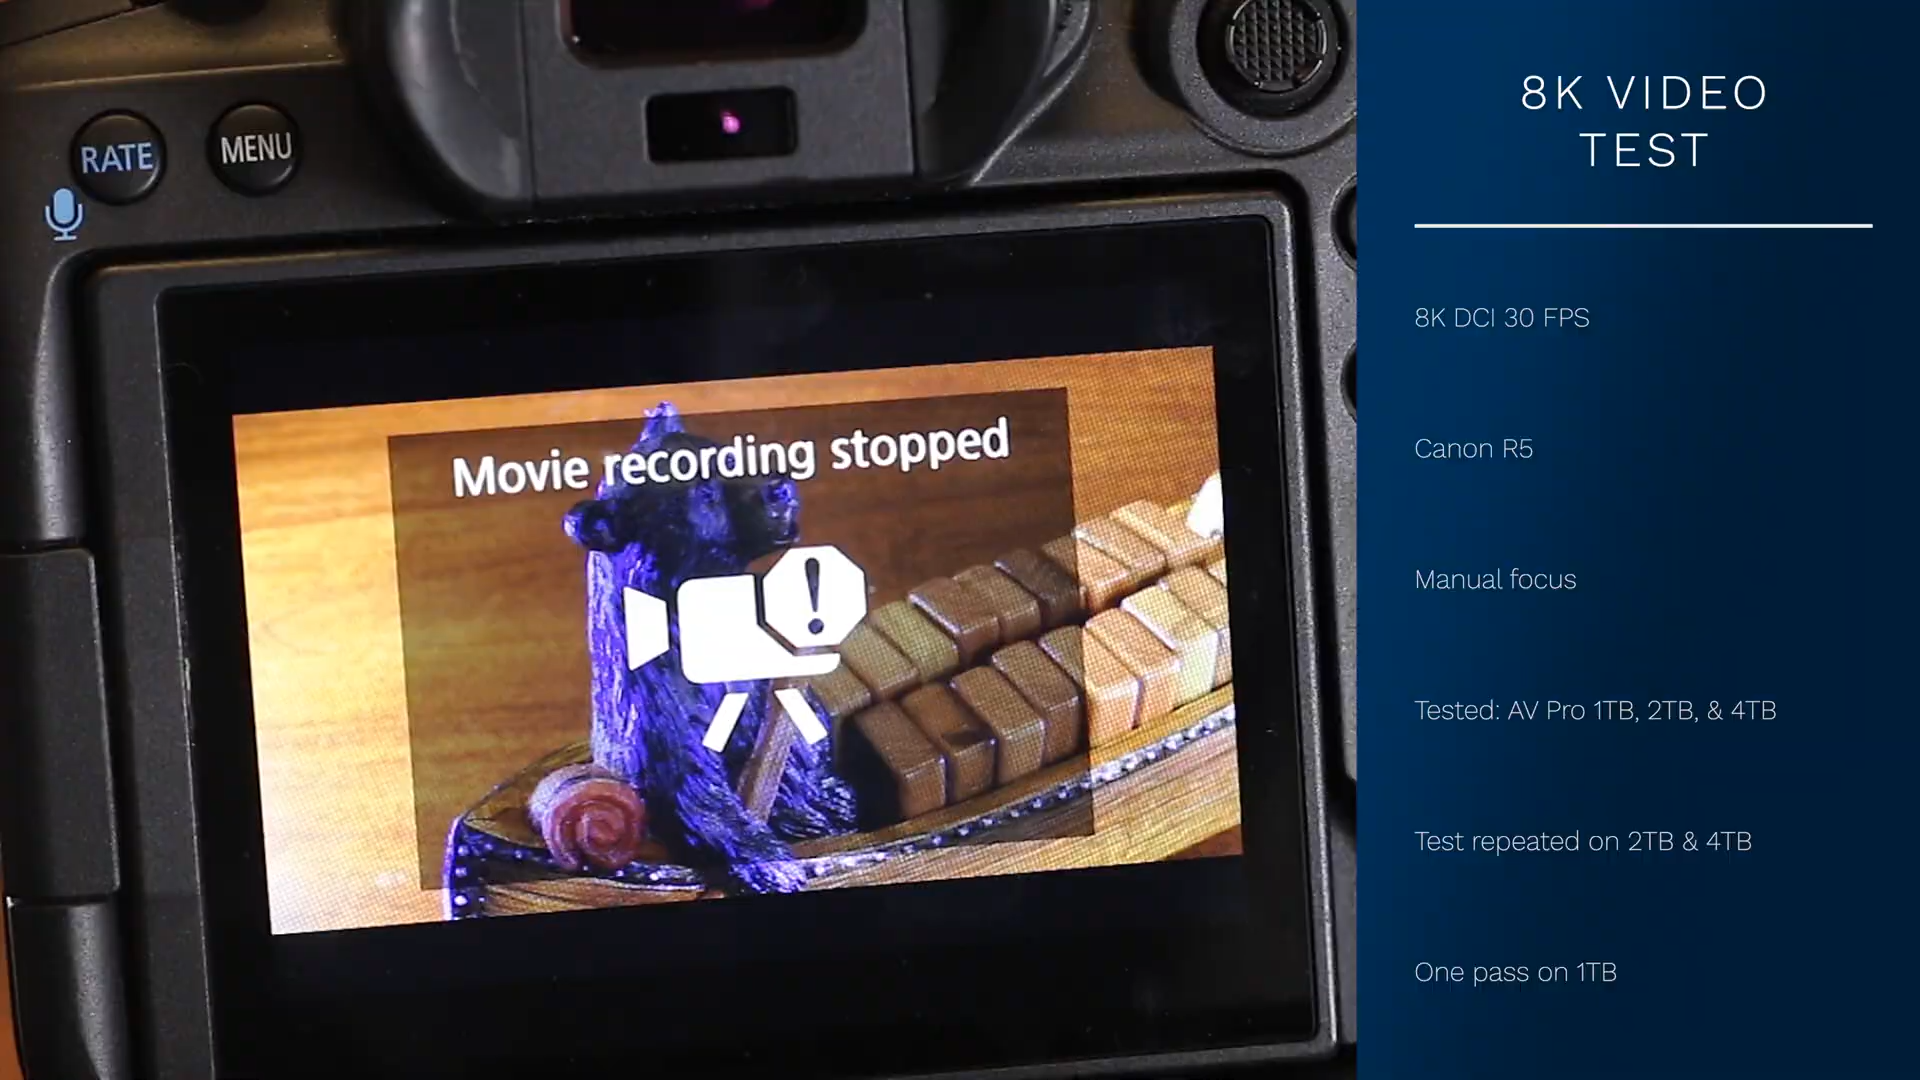 RATE
MENU
Movie recording stopped
8K VIDEO
TEST
8K DCI 30 FPS
Canon R5
Manual focus
Tested: AV Pro 1TB, 2TB, & 4TB
Test repeated on 2TB & 4TB
One pass on 1TB